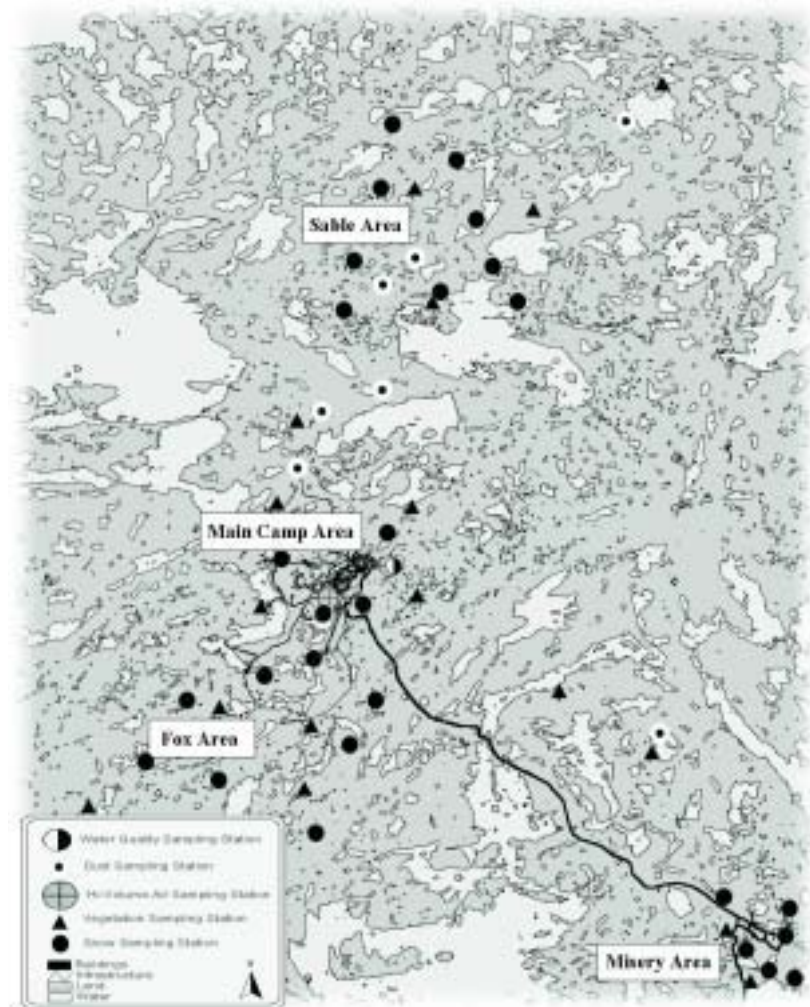 Sable Area
Main Camp Area
Fox Area
Water Quality Sampling Station
Dust Sampling Station
Hi-Volume Air Sampling Station
Vegetation Sampling Station
Snow Sampling Station
Buildings
Infrastructure
Land
Water
Misery Area